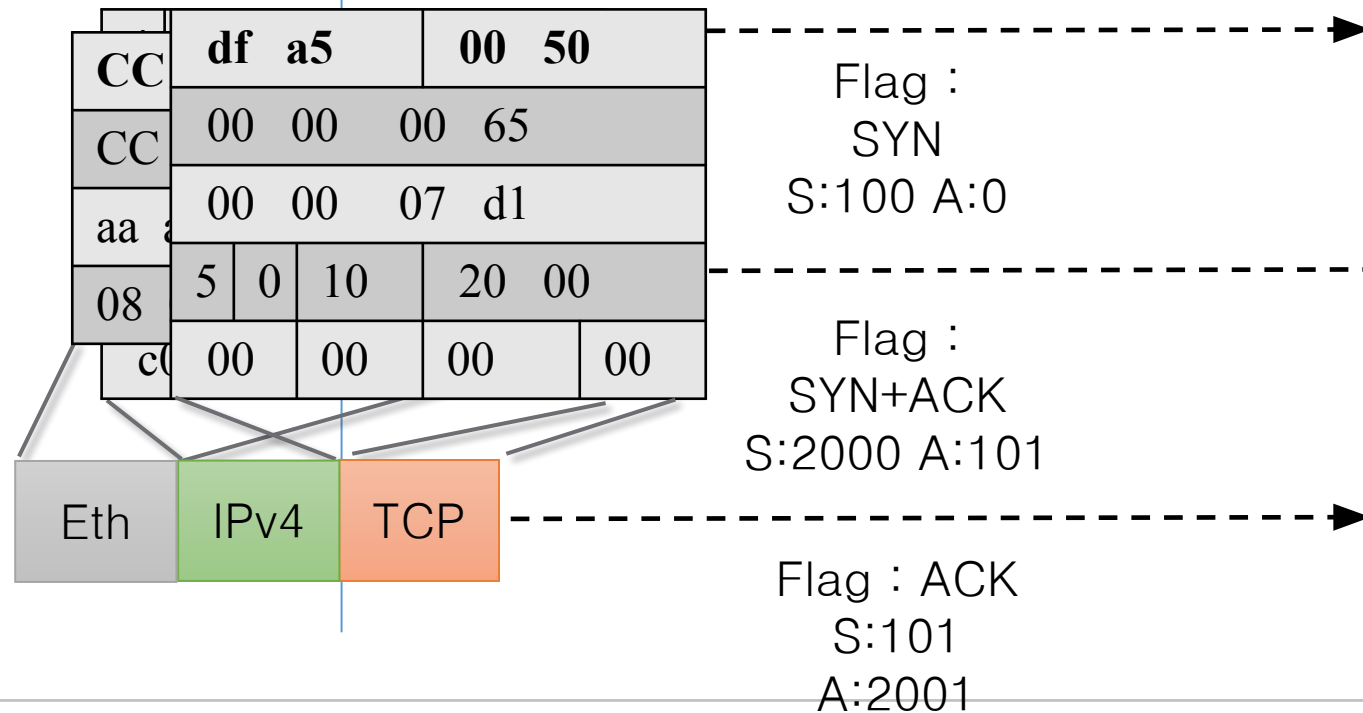 CC
CC
aa
08
c0
df a5 00 50
00 00 00 65
00 00 07 d1
5 0 10 20 00
00 00 00 00
Flag :
SYN
S:100 A:0
Flag :
SYN+ACK
S:2000 A:101
Eth IPv4 TCP
Flag : ACK
S:101
A:2001